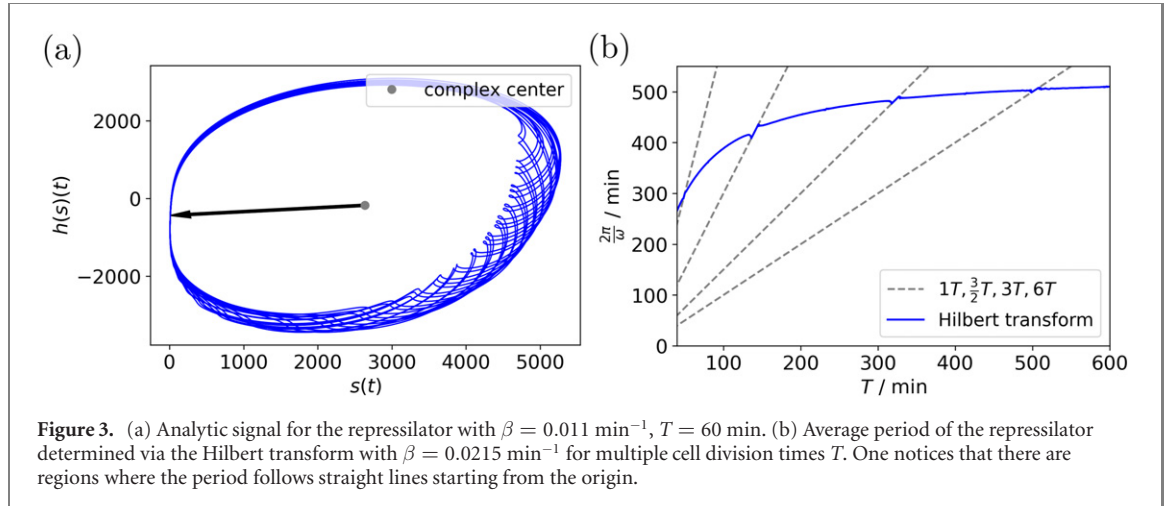 (a)
complex center
2000
0
−2000
h(s)(t)
0
1000
2000
3000
4000
5000
s(t)
(b)
500
400
300
200
100
0
2π/ω / min
1T, 3/2T, 3T, 6T
Hilbert transform
100
200
300
400
500
600
T / min
Figure 3. (a) Analytic signal for the repressilator with β = 0.011 min⁻¹, T = 60 min. (b) Average period of the repressilator
determined via the Hilbert transform with β = 0.0215 min⁻¹ for multiple cell division times T. One notices that there are
regions where the period follows straight lines starting from the origin.